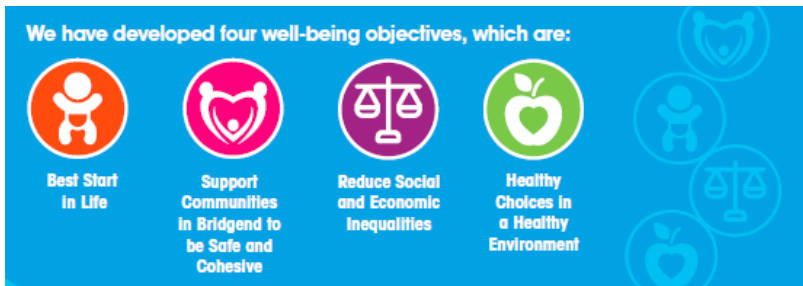 We have developed four well-being objectives, which are:
Best Start
in Life
Support
Communities
in Bridgend to
be Safe and
Cohesive
Reduce Social
and Economic
Inequalities
Healthy
Choices in
a Healthy
Environment